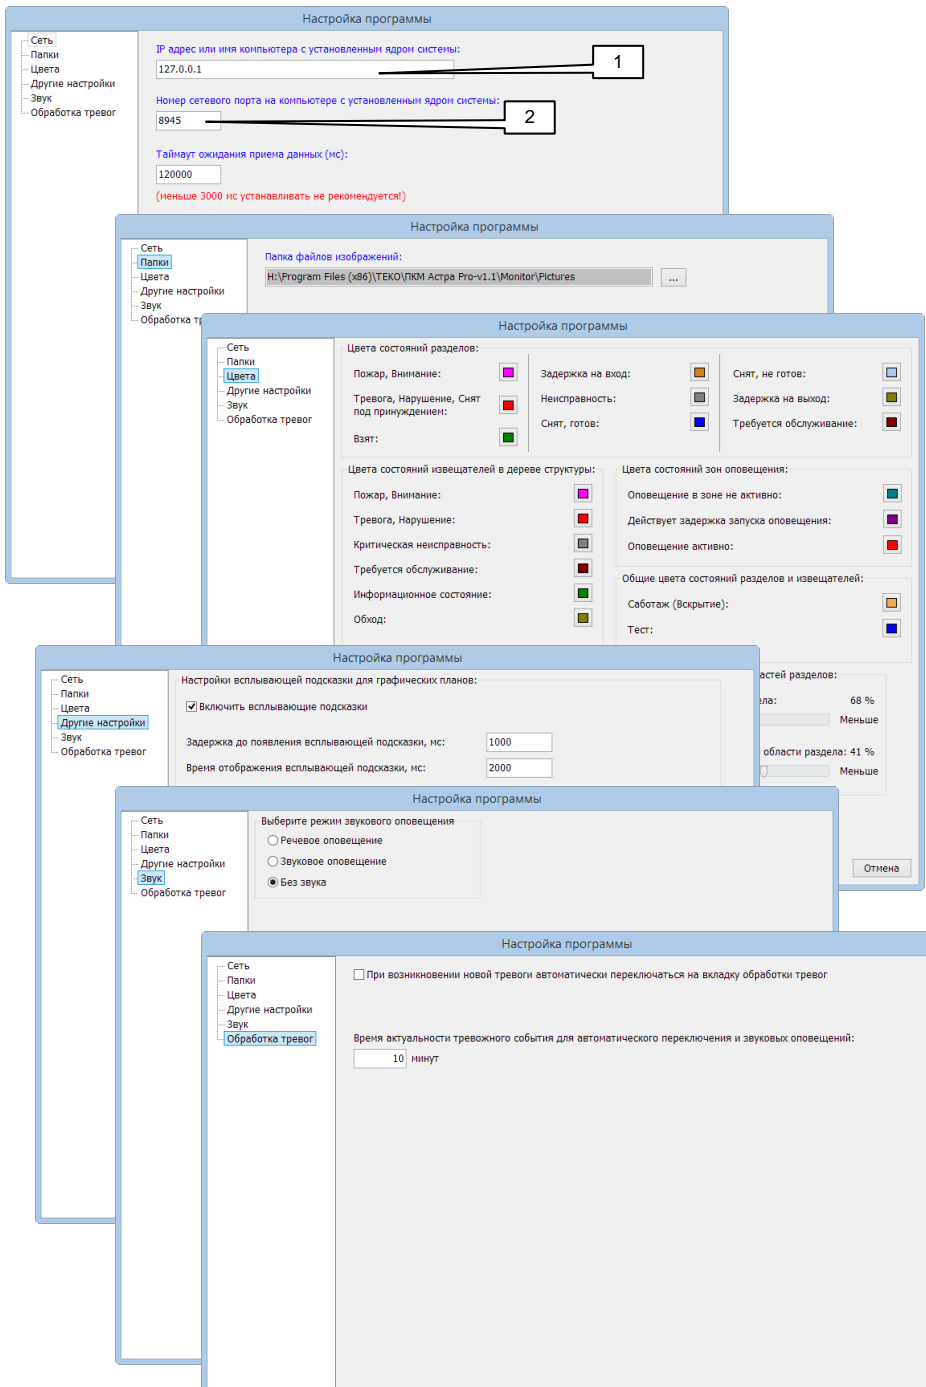 Настройка программы
Сеть
Папки
Цвета
Другие настройки
Звук
Обработка тревог
IP адрес или имя компьютера с установленным ядром системы:
127.0.0.1
1
Номер сетевого порта на компьютере с установленным ядром системы:
8945
2
Таймаут ожидания приема данных (мс):
120000
(меньше 3000 мс устанавливать не рекомендуется!)
Настройка программы
Сеть
Папки
Цвета
Другие настройки
Звук
Обработка тр
Папка файлов изображений:
H:\Program Files (x86)\ТЕКО\ПКМ Астра Pro-v1.1\Monitor\Pictures
...
Настройка программы
Сеть
Папки
Цвета
Другие настройки
Звук
Обработка тревог
Цвета состояний разделов:
Пожар, Внимание:
Тревога, Нарушение, Снят
под принуждением:
Взят:
Задержка на вход:
Неисправность:
Снят, готов:
Снят, не готов:
Задержка на выход:
Требуется обслуживание:
Цвета состояний извещателей в дереве структуры:
Пожар, Внимание:
Тревога, Нарушение:
Критическая неисправность:
Требуется обслуживание:
Информационное состояние:
Обход:
Цвета состояний зон оповещения:
Оповещение в зоне не активно:
Действует задержка запуска оповещения:
Оповещение активно:
Общие цвета состояний разделов и извещателей:
Саботаж (Вскрытие):
Тест:
астей разделов:
ла: 68 %
Меньше
области раздела: 41 %
Меньше
Отмена
Настройка программы
Сеть
Папки
Цвета
Другие настройки
Звук
Обработка тревог
Настройки всплывающей подсказки для графических планов:
Включить всплывающие подсказки
Задержка до появления всплывающей подсказки, мс: 1000
Время отображения всплывающей подсказки, мс: 2000
Настройка программы
Сеть
Папки
Цвета
Другие настройки
Звук
Обработка тревог
Выберите режим звукового оповещения
Речевое оповещение
Звуковое оповещение
Без звука
Настройка программы
Сеть
Папки
Цвета
Другие настройки
Звук
Обработка тревог
При возникновении новой тревоги автоматически переключаться на вкладку обработки тревог
Время актуальности тревожного события для автоматического переключения и звуковых оповещений:
10 минут